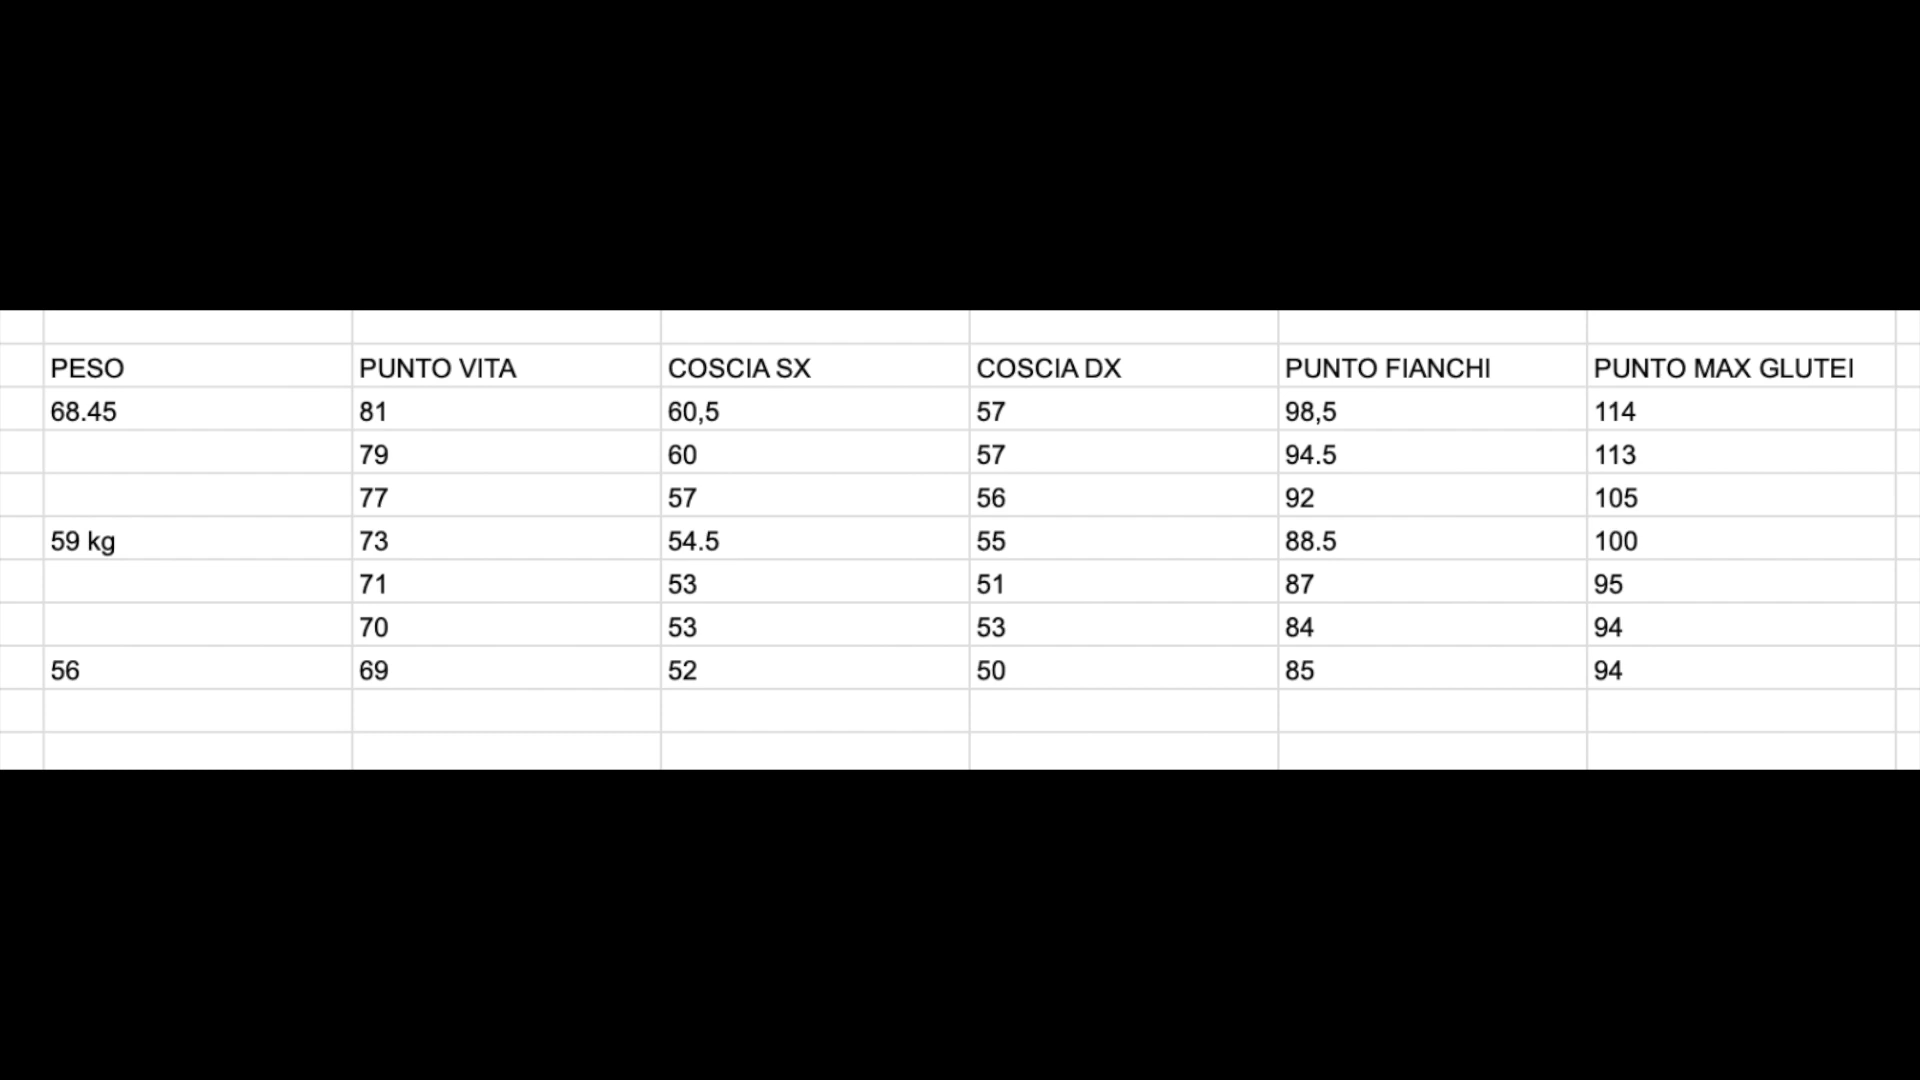 PESO PUNTO VITA COSCIA SX COSCIA DX PUNTO FIANCHI PUNTO MAX GLUTEI
68.45 81 60,5 57 98,5 114
79 60 57 94.5 113
77 57 56 92 105
59 kg 73 54.5 55 88.5 100
71 53 51 87 95
70 53 53 84 94
56 69 52 50 85 94